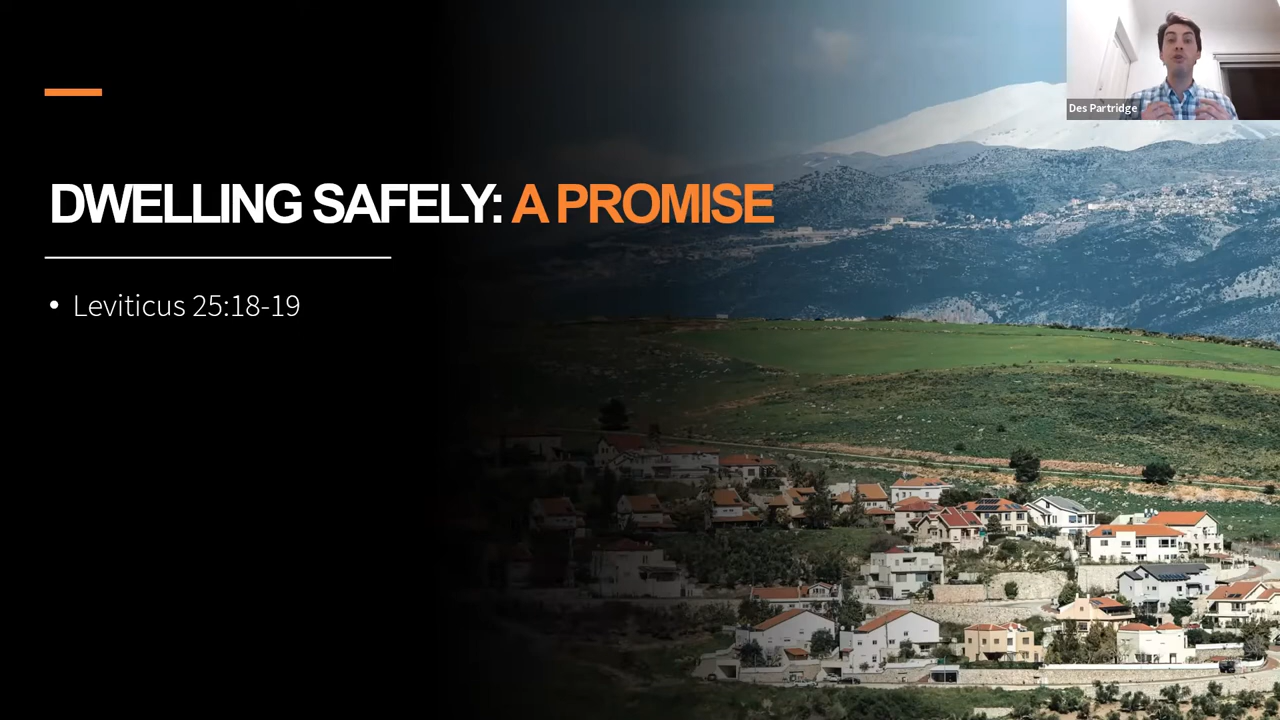 Des Partridge
DWELLING SAFELY: A PROMISE
• Leviticus 25:18-19